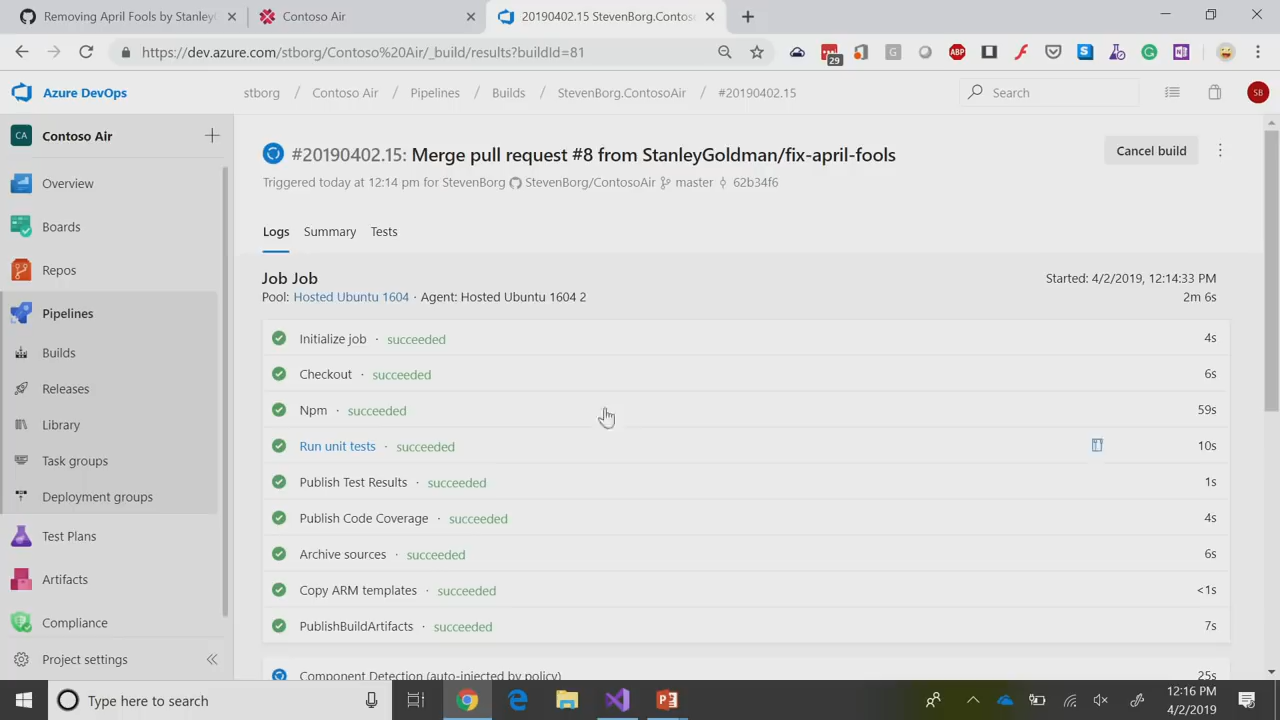 Removing April Fools by StanleyG
Contoso Air
20190402.15 StevenBorg.Contos
https://dev.azure.com/stborg/Contoso%20Air/_build/results?buildId=81
ABP
29
Azure DevOps
stborg / Contoso Air / Pipelines / Builds / StevenBorg.ContosoAir / #20190402.15
Search
SB
CA Contoso Air
Overview
Boards
Repos
Pipelines
Builds
Releases
Library
Task groups
Deployment groups
Test Plans
Artifacts
Compliance
Project settings
#20190402.15: Merge pull request #8 from StanleyGoldman/fix-april-fools
Cancel build
Triggered today at 12:14 pm for StevenBorg StevenBorg/ContosoAir master 62b34f6
Logs Summary Tests
Job Job
Started: 4/2/2019, 12:14:33 PM
Pool: Hosted Ubuntu 1604 · Agent: Hosted Ubuntu 1604 2
2m 6s
Initialize job · succeeded 4s
Checkout · succeeded 6s
Npm · succeeded 59s
Run unit tests · succeeded 10s
Publish Test Results · succeeded 1s
Publish Code Coverage · succeeded 4s
Archive sources · succeeded 6s
Copy ARM templates · succeeded <1s
PublishBuildArtifacts · succeeded 7s
Component Detection (auto-injected by policy) 25s
Type here to search
12:16 PM
4/2/2019